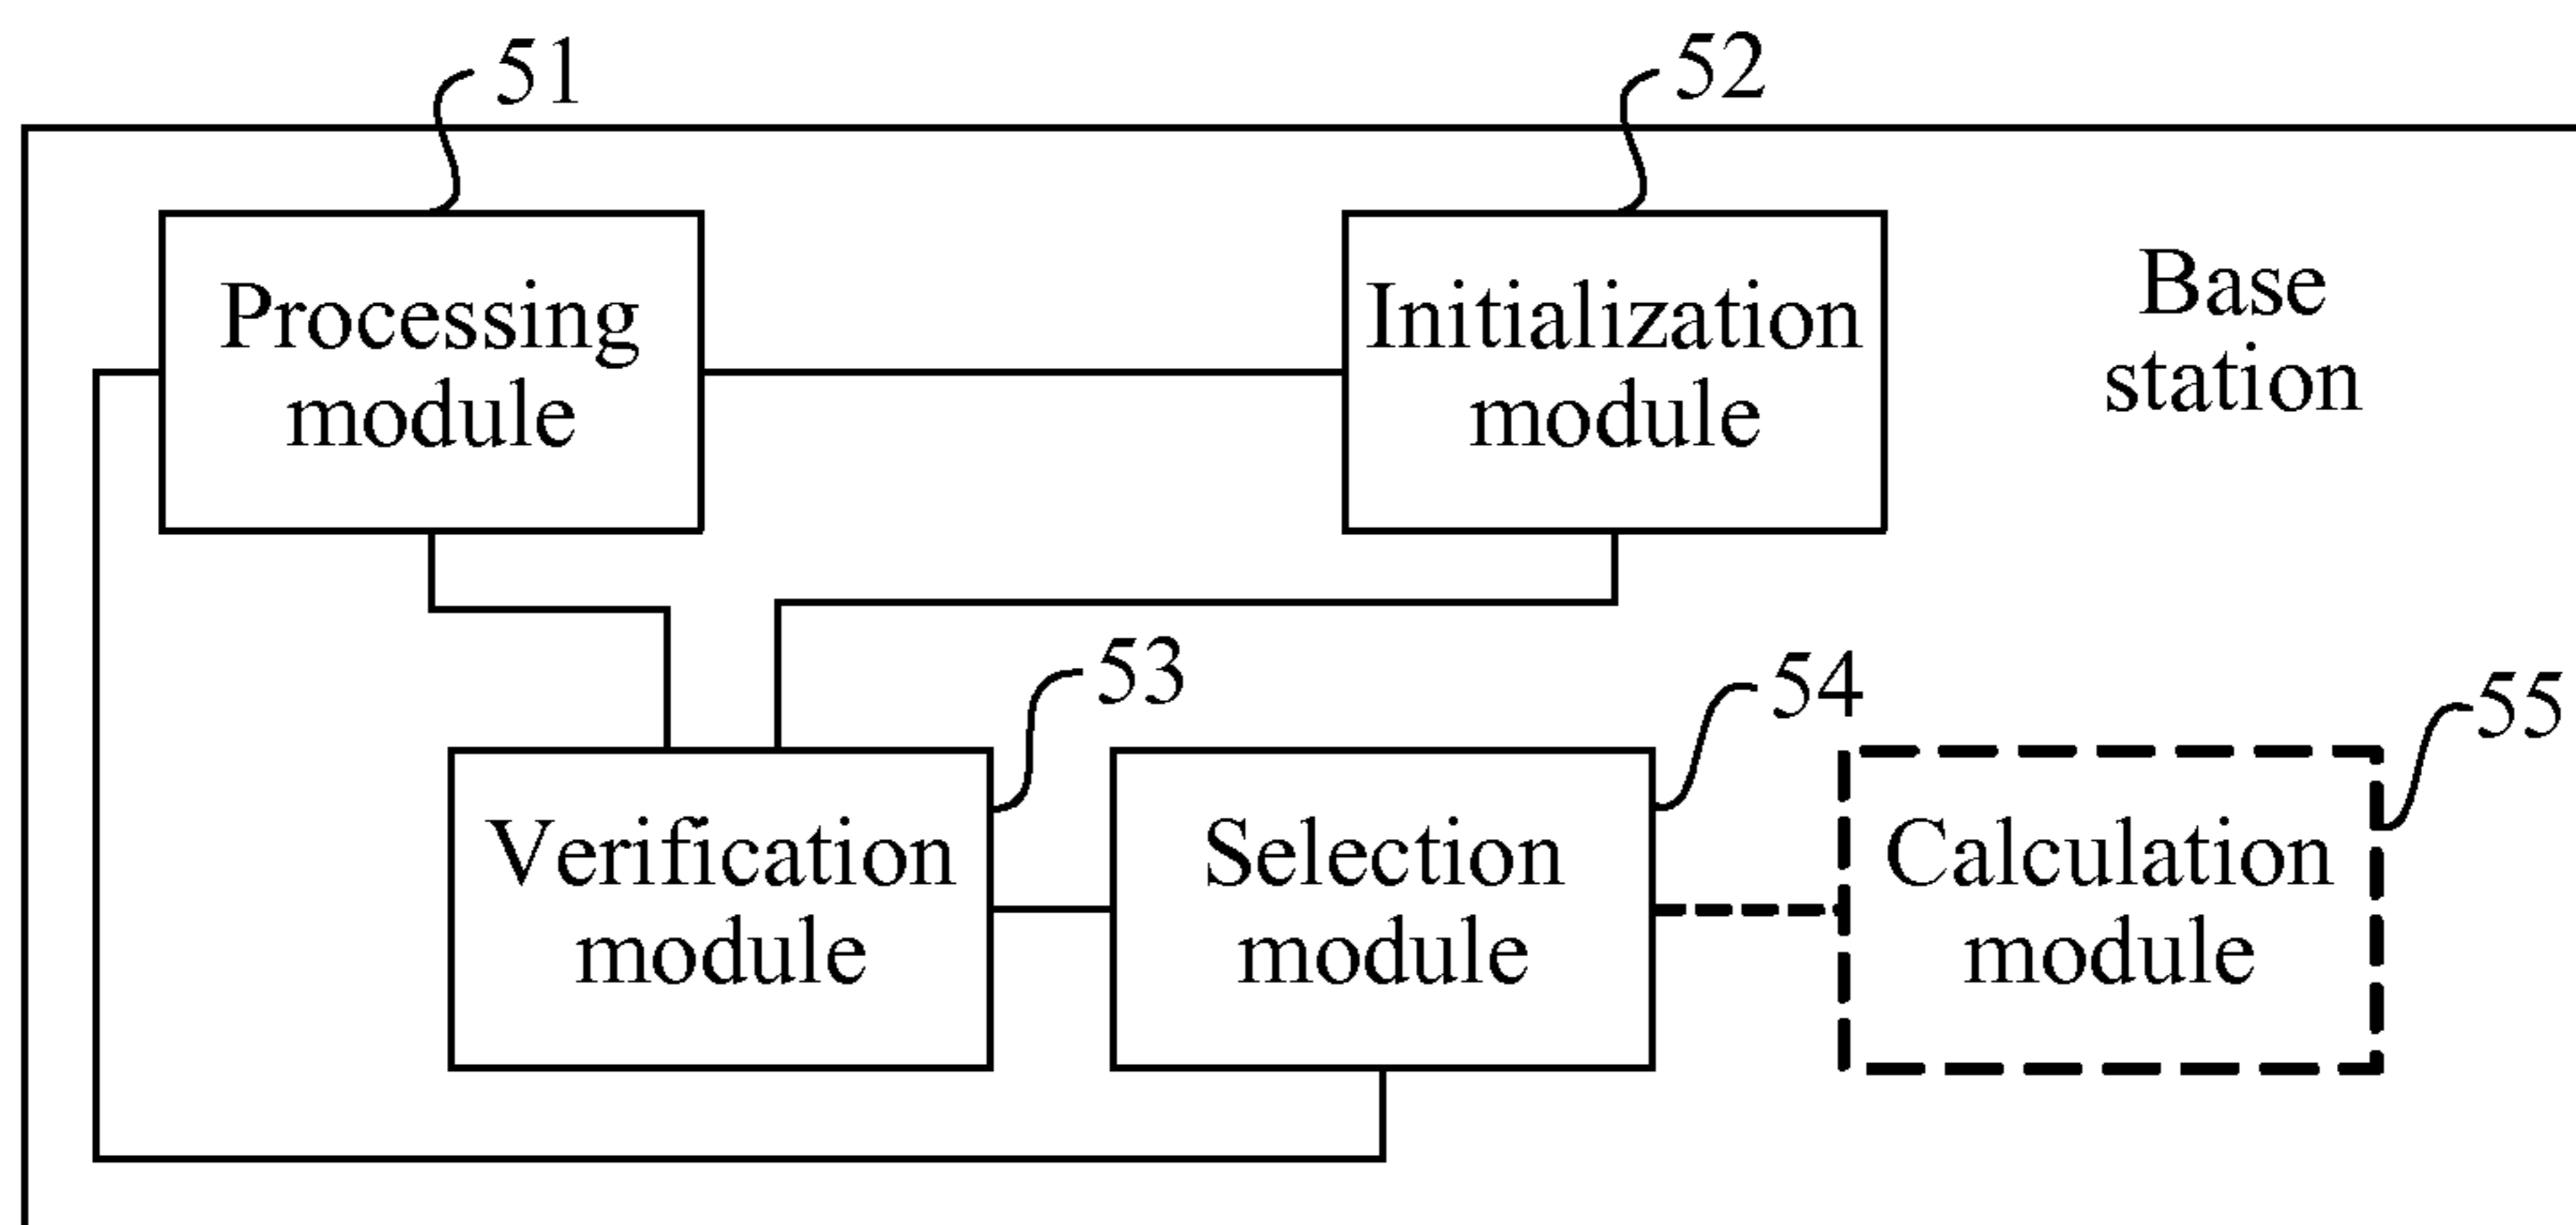 51
52
Processing
module
Initialization
module
Base
station
53
54
55
Verification
module
Selection
module
Calculation
module